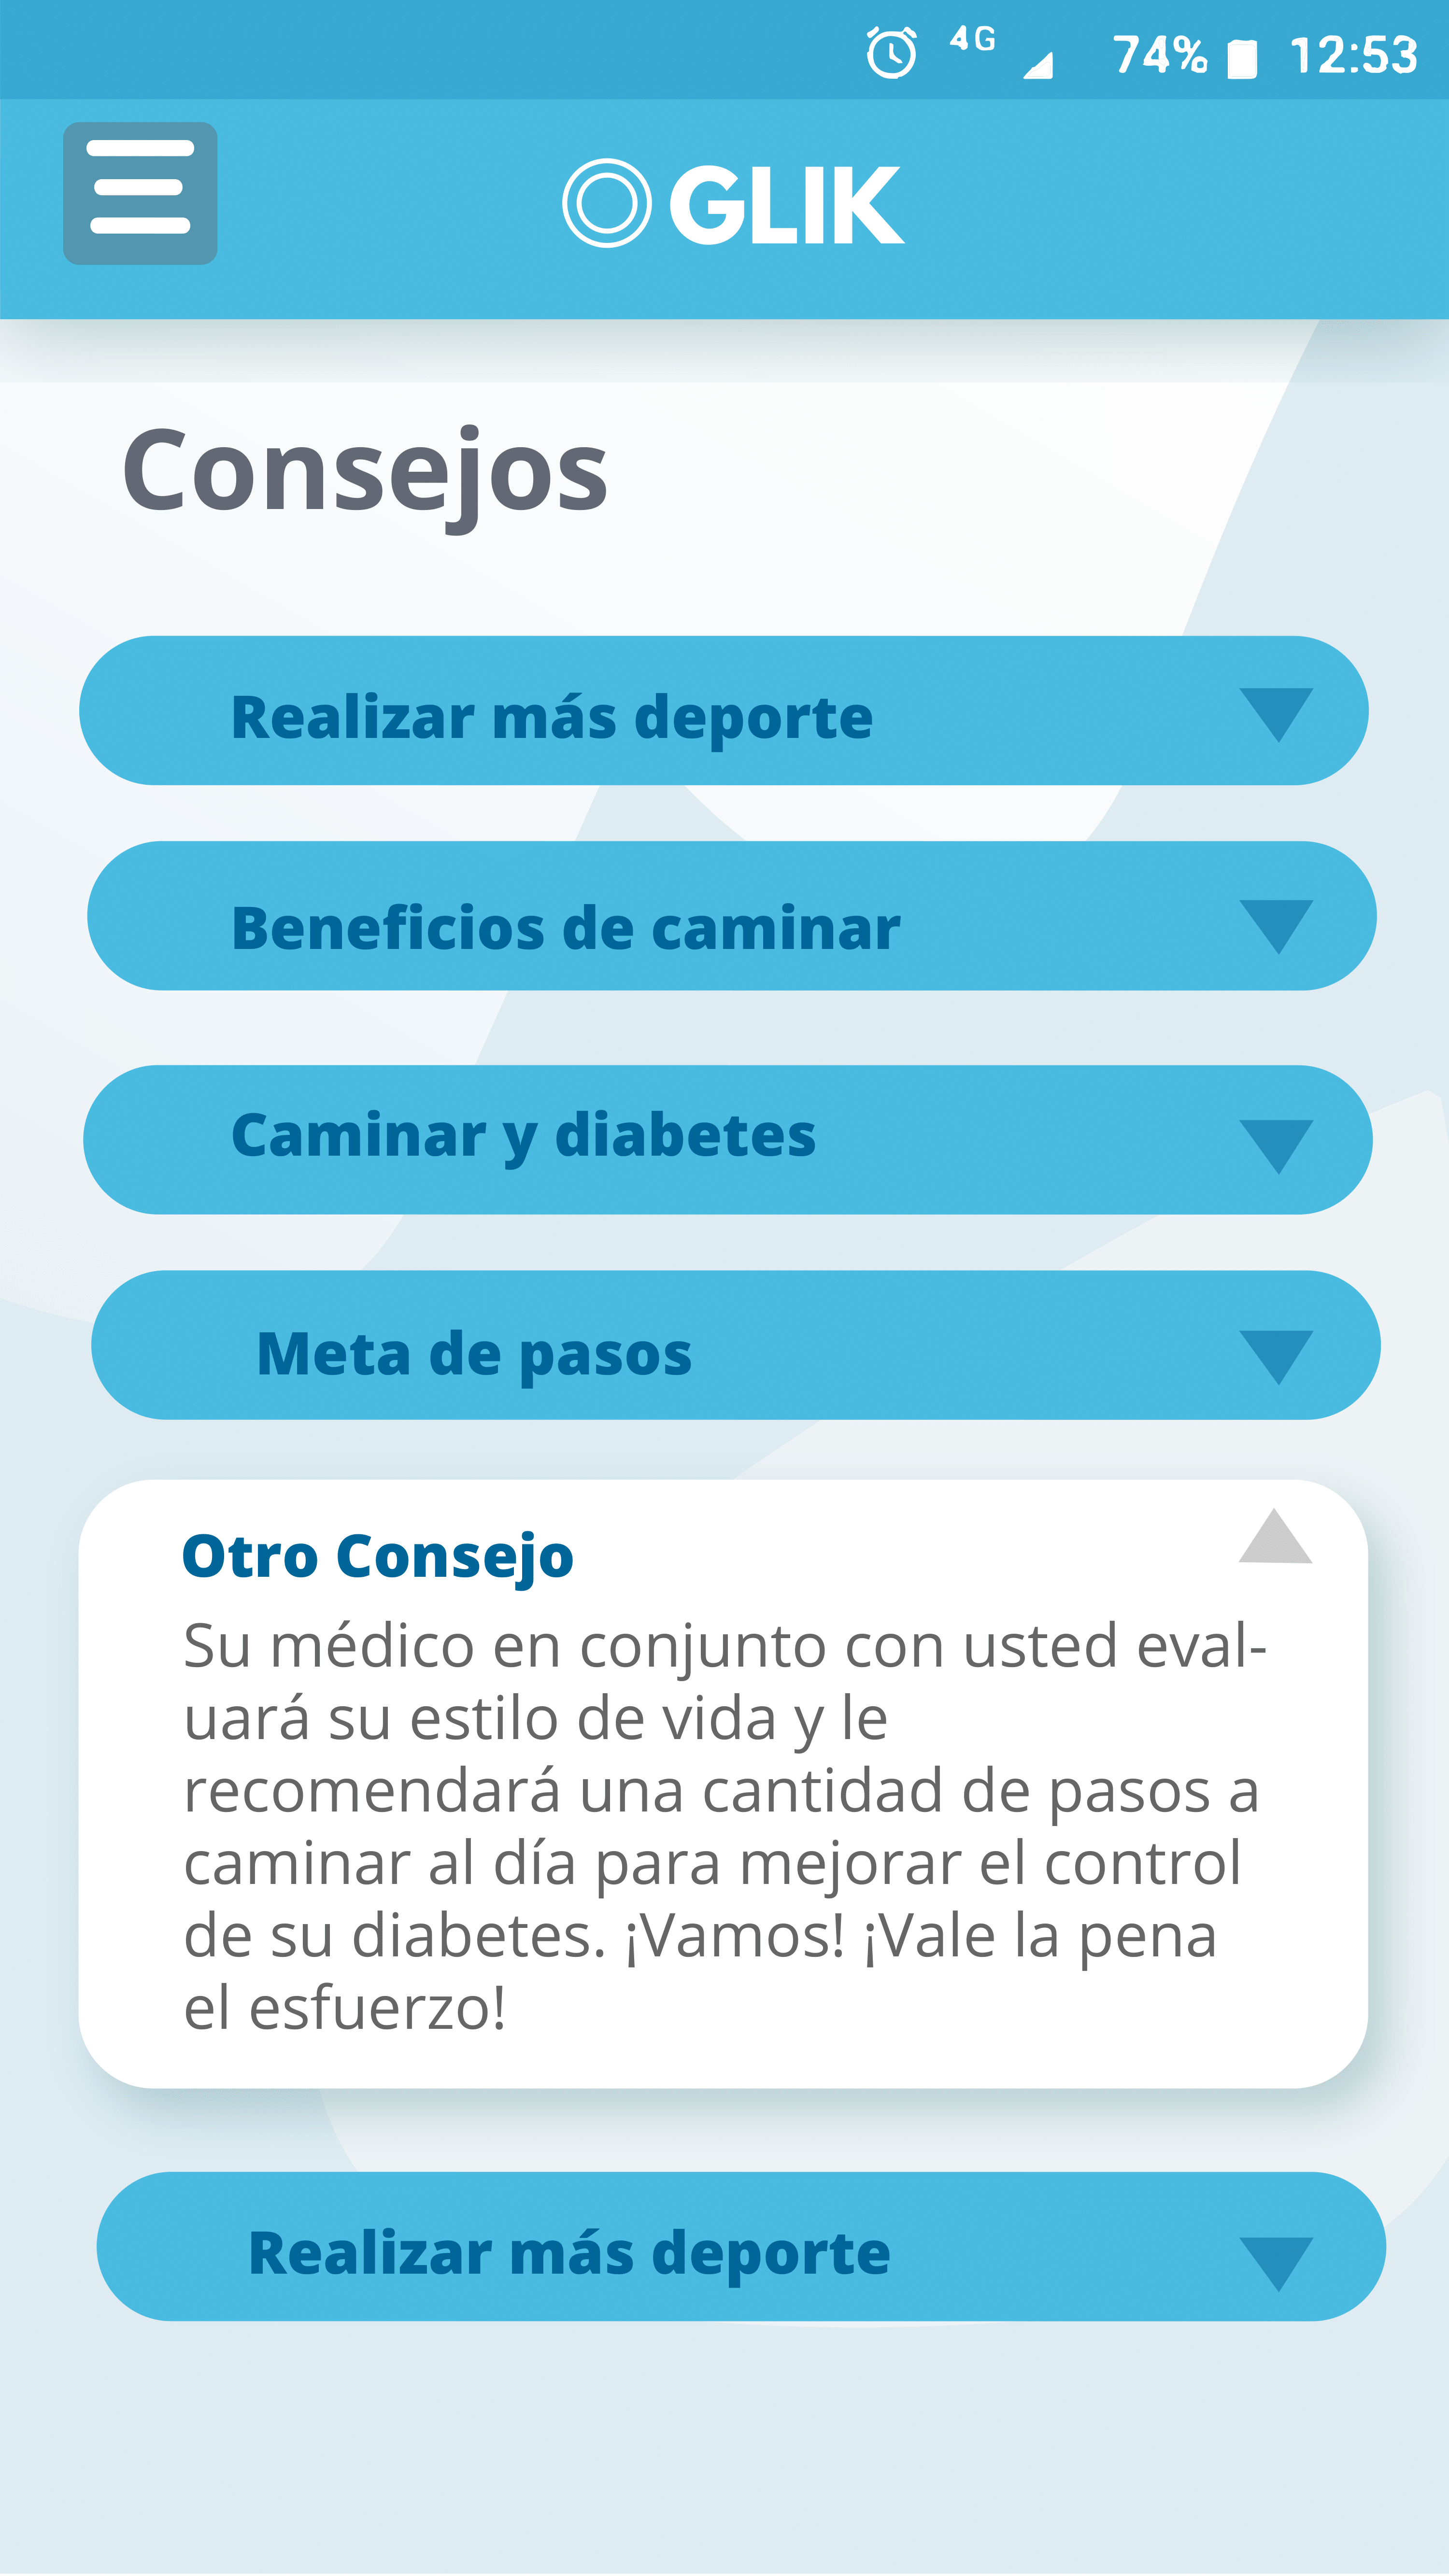 4G 74% 12:53
GLIK
Consejos
Realizar más deporte
Beneficios de caminar
Caminar y diabetes
Meta de pasos
Otro Consejo
Su médico en conjunto con usted eval-
uará su estilo de vida y le
recomendará una cantidad de pasos a
caminar al día para mejorar el control
de su diabetes. ¡Vamos! ¡Vale la pena
el esfuerzo!
Realizar más deporte